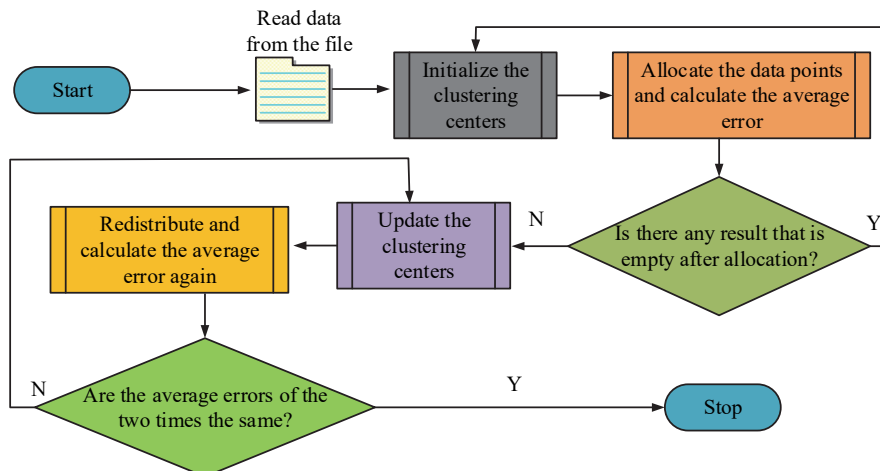 Read data
from the file
Start
Initialize the
clustering
centers
Allocate the data points
and calculate the average
error
Is there any result that is
empty after allocation?
Y
N
Update the
clustering
centers
Redistribute and
calculate the average
error again
Are the average errors of the
two times the same?
N
Y
Stop